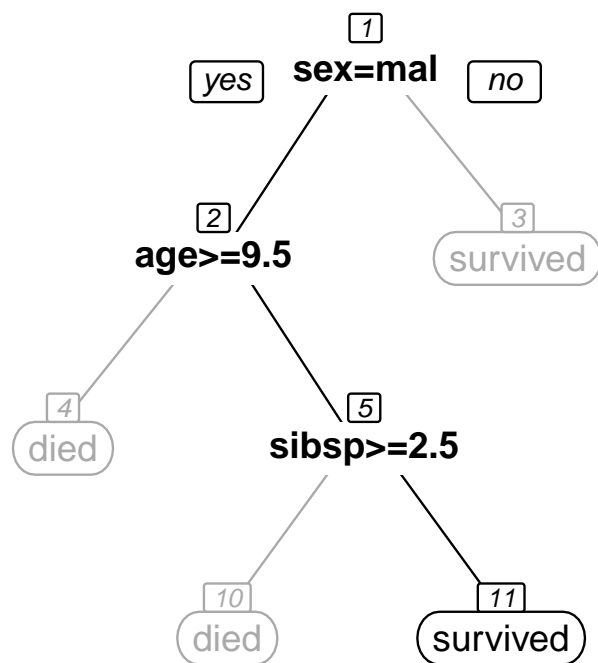 1
yes sex=mal no
2 3
age>=9.5 survived
4 5
died sibsp>=2.5
10 11
died survived